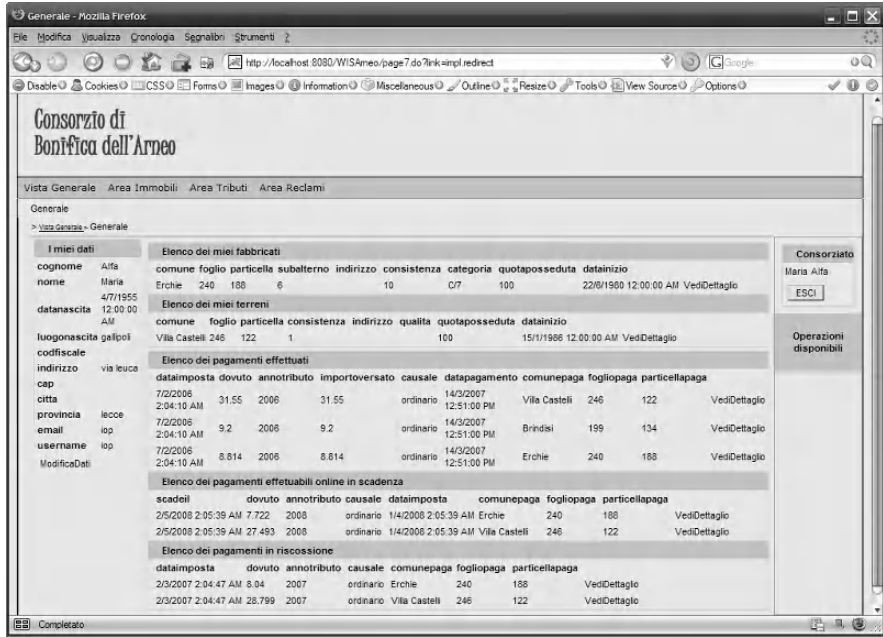 Generale - Mozilla Firefox
File Modifica Visualizza Cronologia Segnalibri Strumenti ?
http://localhost:8080/WISArneo/page7.do?link=impl.redirect
Google
Disable Cookies CSS Forms Images Information Miscellaneous Outline Resize Tools View Source Options
Consorzio di
Bonifica dell'Arneo
Vista Generale Area Immobili Area Tributi Area Reclami
Generale
> Vista Generale » Generale
I miei dati
cognome Alfa
nome Maria
datanascita 4/7/1955 12:00:00 AM
luogonascita gallipoli
codfiscale
indirizzo via leuca
cap
citta
provincia lecce
email iop
username iop
ModificaDati
Elenco dei miei fabbricati
comune foglio particella subalterno indirizzo consistenza categoria quotaposseduta datainizio
Erchie 240 188 6 10 C/7 100 22/6/1980 12:00:00 AM VediDettaglio
Elenco dei miei terreni
comune foglio particella consistenza indirizzo qualita quotaposseduta datainizio
Villa Castelli 246 122 1 100 15/1/1986 12:00:00 AM VediDettaglio
Elenco dei pagamenti effettuati
dataimposta dovuto annotributo importoversato causale datapagamento comunepaga fogliopaga particellapaga
7/2/2006 2:04:10 AM 31.55 2006 31.55 ordinario 14/3/2007 12:51:00 PM Villa Castelli 246 122 VediDettaglio
7/2/2006 2:04:10 AM 9.2 2006 9.2 ordinario 14/3/2007 12:51:00 PM Brindisi 199 134 VediDettaglio
7/2/2006 2:04:10 AM 8.814 2006 8.814 ordinario 14/3/2007 12:51:00 PM Erchie 240 188 VediDettaglio
Elenco dei pagamenti effettuabili online in scadenza
scadeil dovuto annotributo causale dataimposta comunepaga fogliopaga particellapaga
2/5/2008 2:05:39 AM 7.722 2008 ordinario 1/4/2008 2:05:39 AM Erchie 240 188 VediDettaglio
2/5/2008 2:05:39 AM 27.493 2008 ordinario 1/4/2008 2:05:39 AM Villa Castelli 246 122 VediDettaglio
Elenco dei pagamenti in riscossione
dataimposta dovuto annotributo causale comunepaga fogliopaga particellapaga
2/3/2007 2:04:47 AM 8.04 2007 ordinario Erchie 240 188 VediDettaglio
2/3/2007 2:04:47 AM 28.799 2007 ordinario Villa Castelli 246 122 VediDettaglio
Consorziato
Maria Alfa
ESCI
Operazioni
disponibili
Completato